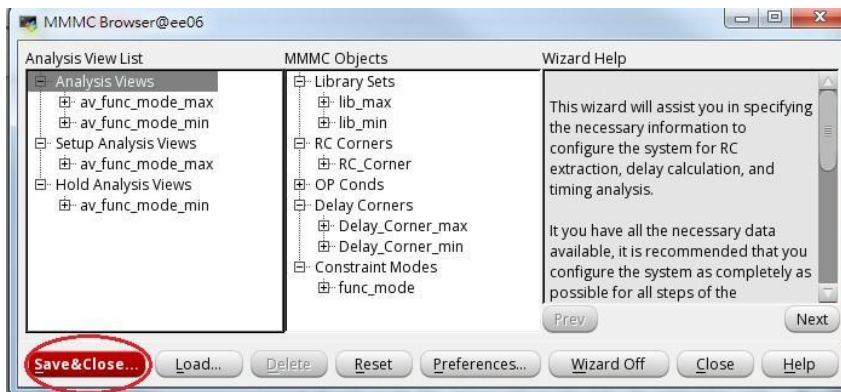 MMMC Browser@ee06
Analysis View List
Analysis Views
av_func_mode_max
av_func_mode_min
Setup Analysis Views
av_func_mode_max
Hold Analysis Views
av_func_mode_min
MMMC Objects
Library Sets
lib_max
lib_min
RC Corners
RC_Corner
OP Conds
Delay Corners
Delay_Corner_max
Delay_Corner_min
Constraint Modes
func_mode
Wizard Help
This wizard will assist you in specifying
the necessary information to
configure the system for RC
extraction, delay calculation, and
timing analysis.
It you have all the necessary data
available, it is recommended that you
configure the system as completely as
possible for all steps of the
Prev Next
Save&Close... Load... Delete Reset Preferences... Wizard Off Close Help